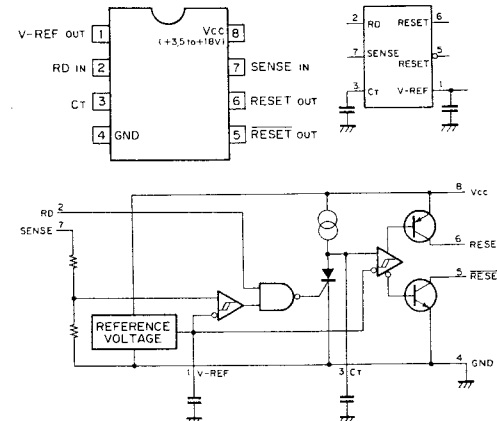 V-REF OUT 1
8 VCC
(+3,5 to +18V)
RD IN 2
7 SENSE IN
CT 3
6 RESET OUT
4 GND
5 RESET OUT
2 RD RESET 6
7 SENSE RESET 5
3 CT V-REF 1
8 VCC
RD 2
SENSE 7
6 RESE
5 RESE
REFERENCE
VOLTAGE
4 GND
1 V-REF
3 CT